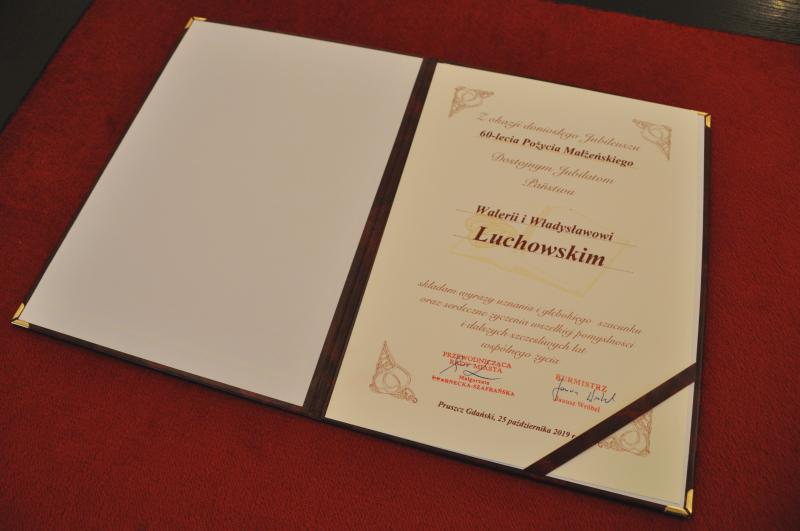 Z okazji doniosłego Jubileuszu
60-lecia Pożycia Małżeńskiego
Dostojnym Jubilatom
Państwu
Walerii i Władysławowi
Luchowskim
składam wyrazy uznania i głębokiego szacunku
oraz serdeczne życzenia wszelkiej pomyślności
i dalszych szczęśliwych lat
wspólnego życia
PRZEWODNICZĄCA
RADY MIASTA
Małgorzata
CZARNECKA-SZAFRAŃSKA
BURMISTRZ
Janusz Wróbel
Pruszcz Gdański, 25 października 2019 r.